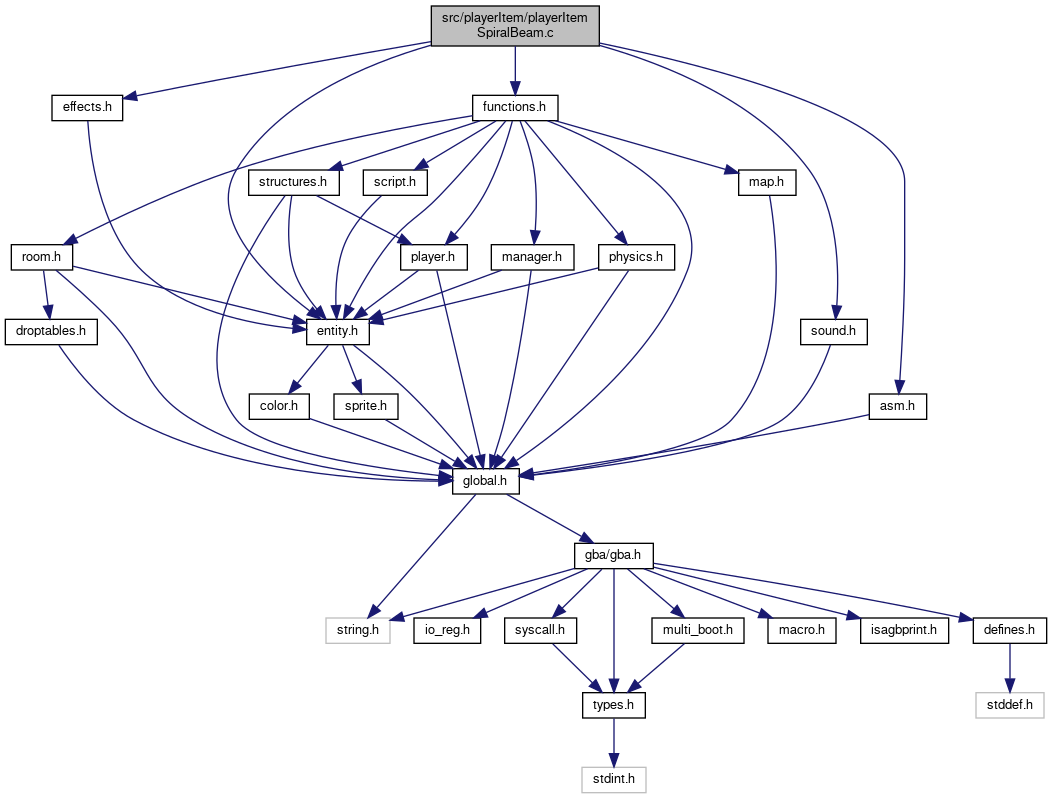 src/playerItem/playerItem
SpiralBeam.c
effects.h
functions.h
structures.h
script.h
map.h
room.h
player.h
manager.h
physics.h
droptables.h
entity.h
sound.h
color.h
sprite.h
asm.h
global.h
gba/gba.h
string.h
io_reg.h
syscall.h
multi_boot.h
macro.h
isagbprint.h
defines.h
types.h
stddef.h
stdint.h